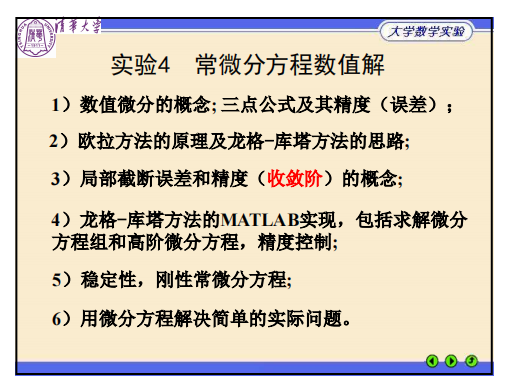 清华大学
大学数学实验
实验4 常微分方程数值解
1）数值微分的概念; 三点公式及其精度（误差）;
2）欧拉方法的原理及龙格-库塔方法的思路;
3）局部截断误差和精度（收敛阶）的概念;
4）龙格-库塔方法的MATLAB实现，包括求解微分
方程组和高阶微分方程，精度控制;
5）稳定性，刚性常微分方程;
6）用微分方程解决简单的实际问题。